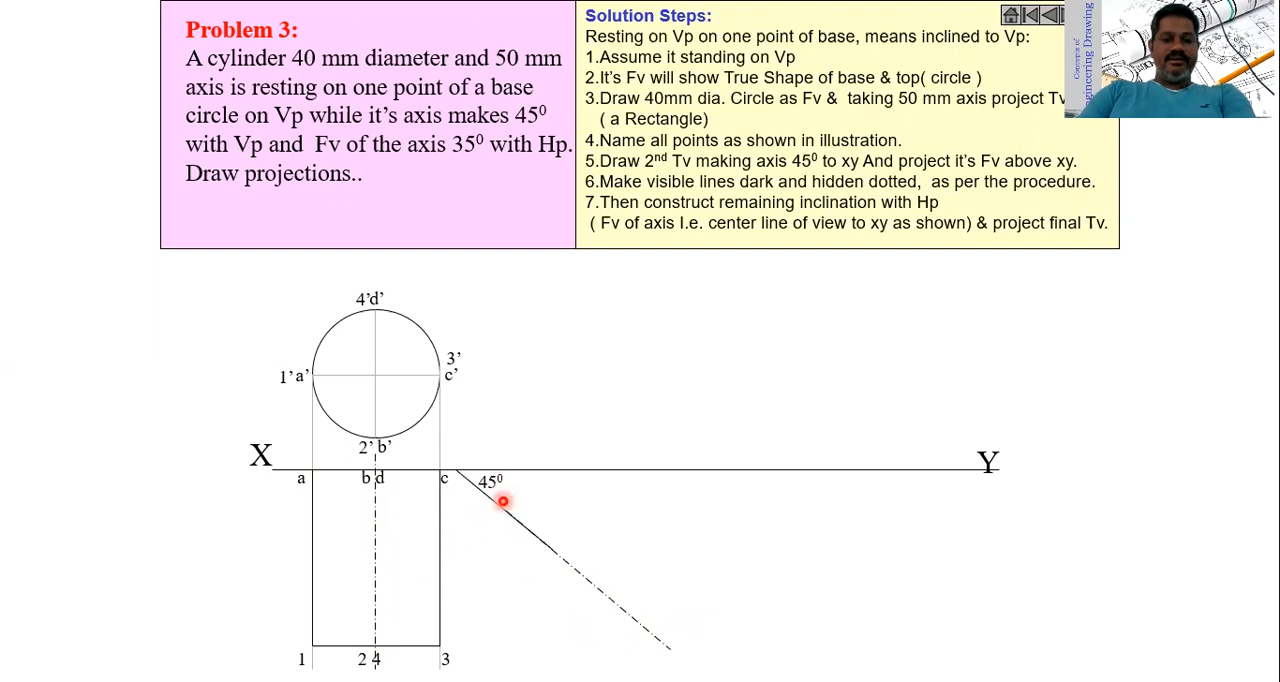 Problem 3:
A cylinder 40 mm diameter and 50 mm
axis is resting on one point of a base
circle on Vp while it's axis makes 45⁰
with Vp and Fv of the axis 35⁰ with Hp.
Draw projections..
Solution Steps:
Resting on Vp on one point of base, means inclined to Vp:
1.Assume it standing on Vp
2.It's Fv will show True Shape of base & top( circle )
3.Draw 40mm dia. Circle as Fv & taking 50 mm axis project Tv
( a Rectangle)
4.Name all points as shown in illustration.
5.Draw 2nd Tv making axis 45⁰ to xy And project it's Fv above xy.
6.Make visible lines dark and hidden dotted, as per the procedure.
7.Then construct remaining inclination with Hp
( Fv of axis I.e. center line of view to xy as shown) & project final Tv.
Concepts of
ngineering Drawing
4'd'
1'a'
3'
c'
2' b'
X
Y
a
b d
c
45⁰
1
2 4
3